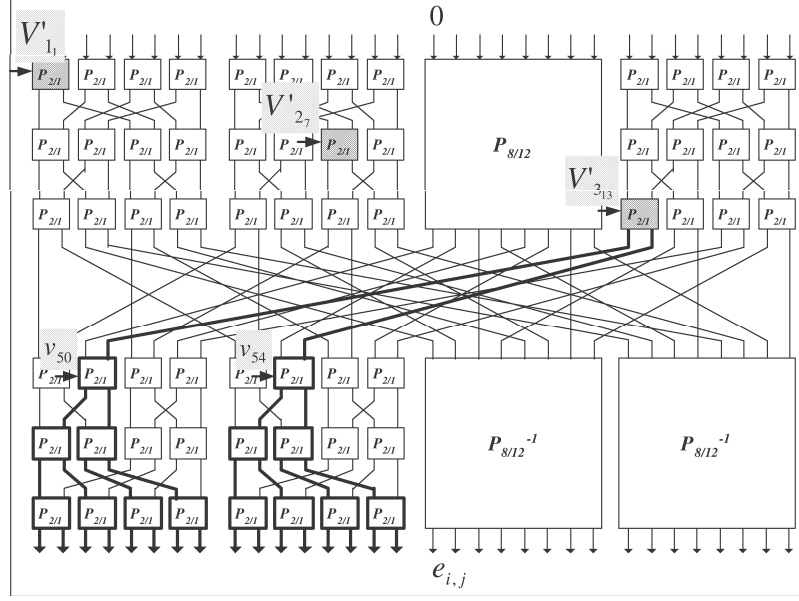 0
V'1₁
P2/1 P2/1 P2/1 P2/1 P2/1 P2/1 P2/1 P2/1 P2/1 P2/1 P2/1 P2/1
V'2₇
P2/1 P2/1 P2/1 P2/1 P2/1 P2/1 P2/1 P2/1 P8/12 P2/1 P2/1 P2/1 P2/1
V'3₁₃
P2/1 P2/1 P2/1 P2/1 P2/1 P2/1 P2/1 P2/1 P2/1 P2/1 P2/1 P2/1
v50 v54
P2/1 P2/1 P2/1 P2/1 P2/1 P2/1 P2/1 P2/1
P2/1 P2/1 P2/1 P2/1 P2/1 P2/1 P2/1 P2/1 P8/12⁻¹ P8/12⁻¹
P2/1 P2/1 P2/1 P2/1 P2/1 P2/1 P2/1 P2/1
ei,j